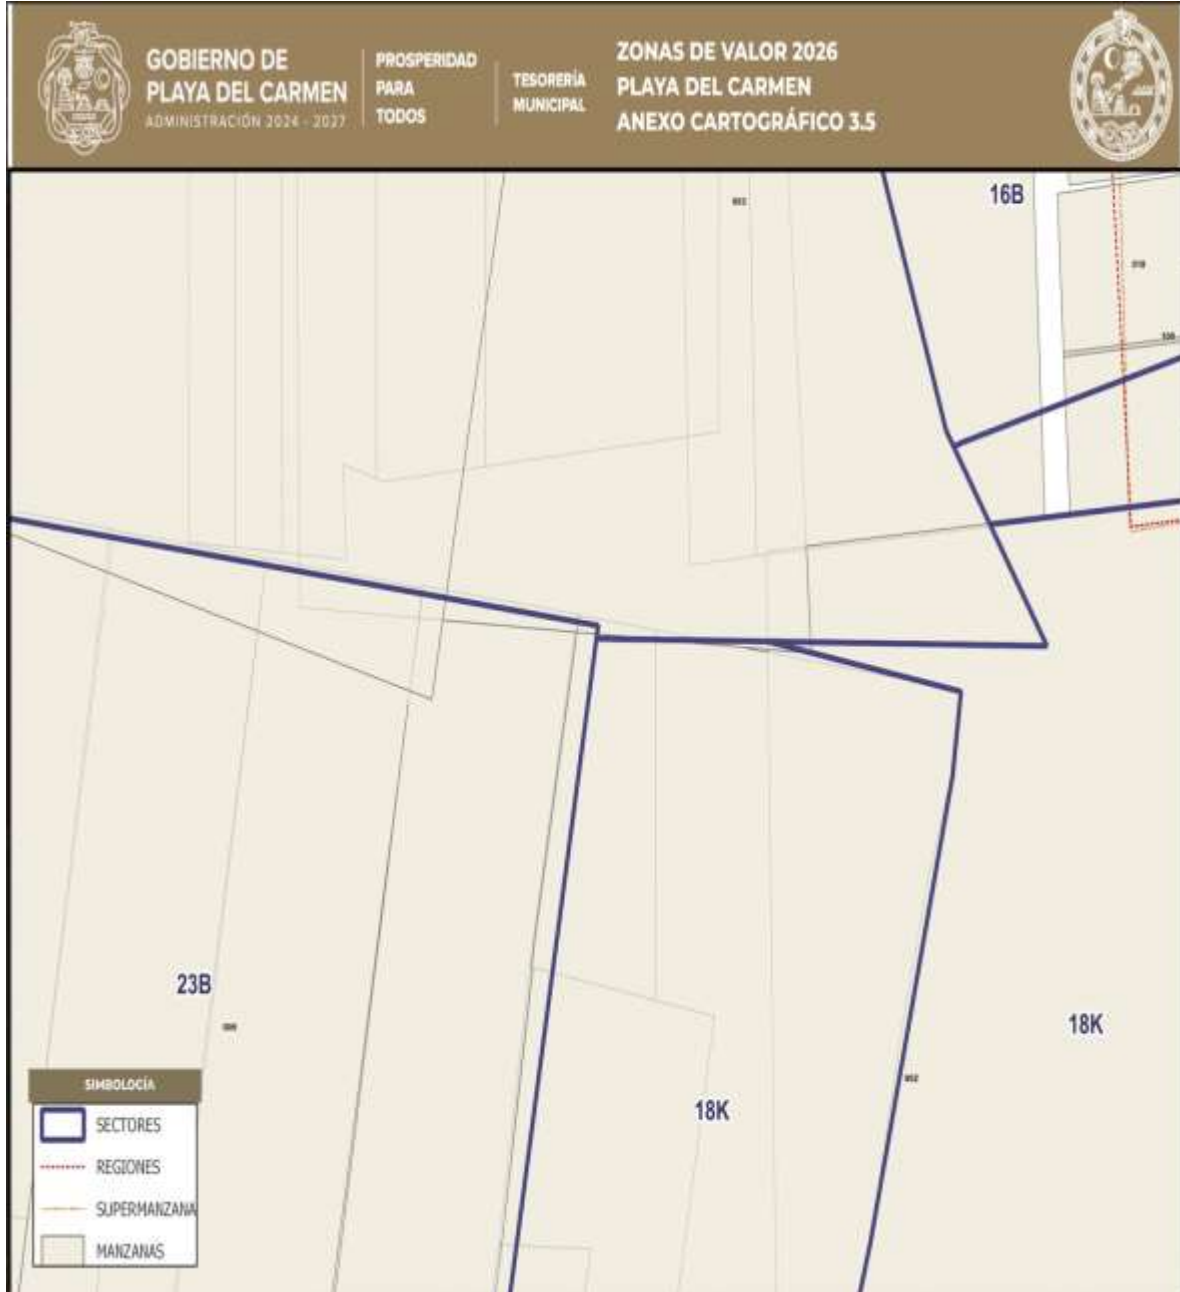 GOBIERNO DE
PLAYA DEL CARMEN
ADMINISTRACIÓN 2024 - 2027
PROSPERIDAD
PARA
TODOS
TESORERÍA
MUNICIPAL
ZONAS DE VALOR 2026
PLAYA DEL CARMEN
ANEXO CARTOGRÁFICO 3.5
16B
23B
18K
18K
SIMBOLOGÍA
SECTORES
REGIONES
SUPERMANZANA
MANZANAS